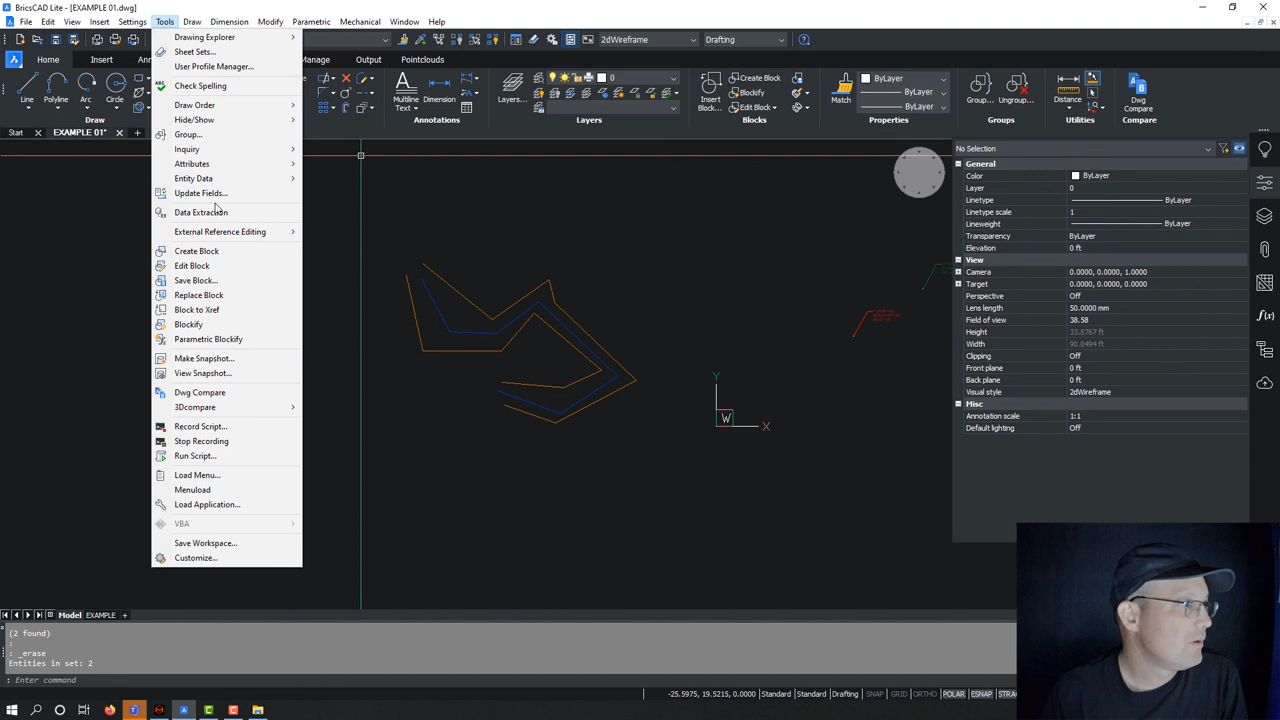 BricsCAD Lite - [EXAMPLE 01.dwg]
File Edit View Insert Settings Tools Draw Dimension Modify Parametric Mechanical Window Help
2dWireframe Drafting
Home Insert Manage Output Pointclouds
Line Polyline Circle Arc
Draw
Multiline Text Dimension
Annotations
Layers...
0
Layers
Insert Block...
Create Block
Blockify
Edit Block
Blocks
Match
ByLayer
ByLayer
ByLayer
Properties
Group... Ungroup...
Groups
Distance
Utilities
Dwg Compare
Compare
Start EXAMPLE 01*
Drawing Explorer
Sheet Sets...
User Profile Manager...
ABC
Check Spelling
Draw Order
Hide/Show
Group...
Inquiry
Attributes
Entity Data
Update Fields...
Data Extraction
External Reference Editing
Create Block
Edit Block
Save Block...
Replace Block
Block to Xref
Blockify
Parametric Blockify
Make Snapshot...
View Snapshot...
Dwg Compare
3Dcompare
Record Script...
Stop Recording
Run Script...
Load Menu...
Menuload
Load Application...
VBA
Save Workspace...
Customize...
Y
W
X
No Selection
General
Color ByLayer
Layer 0
Linetype ByLayer
Linetype scale 1
Lineweight ByLayer
Transparency ByLayer
Elevation 0 ft
View
Camera 0.0000, 0.0000, 1.0000
Target 0.0000, 0.0000, 0.0000
Perspective Off
Lens length 50.0000 mm
Field of view 38.58
Height 33.8767 ft
Width 90.0494 ft
Clipping Off
Front plane 0 ft
Back plane 0 ft
Visual style 2dWireframe
Misc
Annotation scale 1:1
Default lighting Off
Model EXAMPLE
(2 found)
:
: _erase
Entities in set: 2
: Enter command
-25.5975, 19.5215, 0.0000 Standard Standard Drafting SNAP GRID ORTHO POLAR ESNAP STRAC